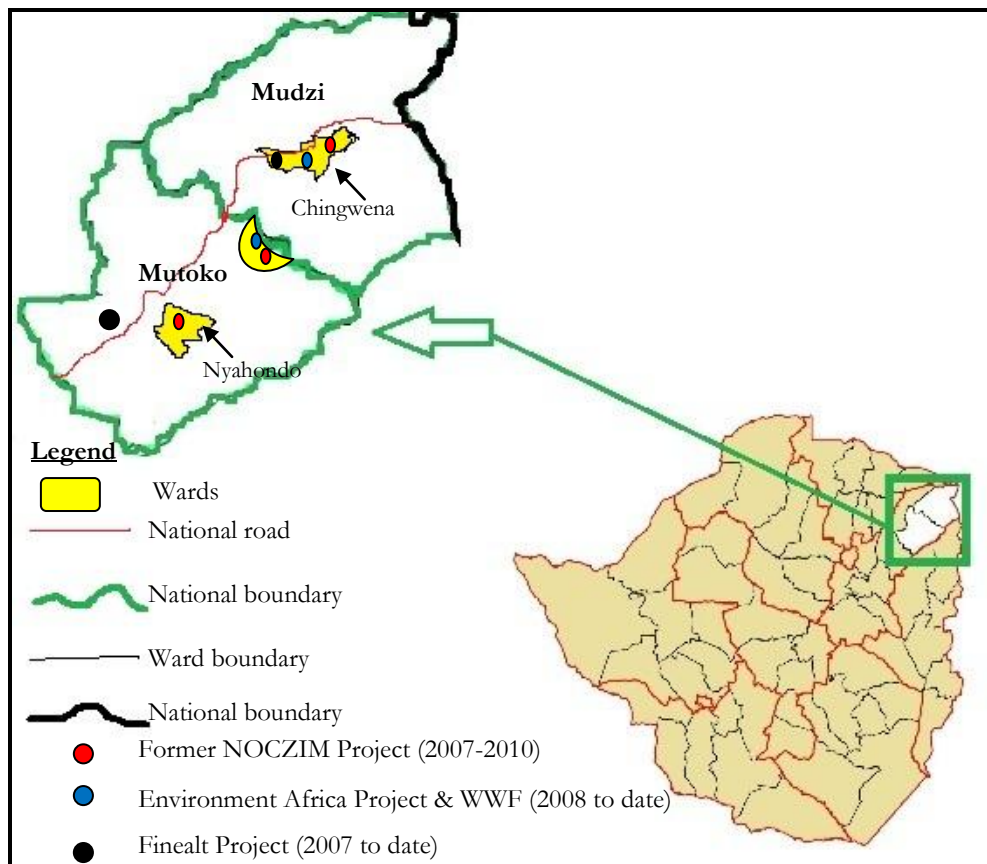 Mudzi
Chingwena
Mutoko
Nyahondo
Legend
Wards
National road
National boundary
Ward boundary
National boundary
Former NOCZIM Project (2007-2010)
Environment Africa Project & WWF (2008 to date)
Finealt Project (2007 to date)